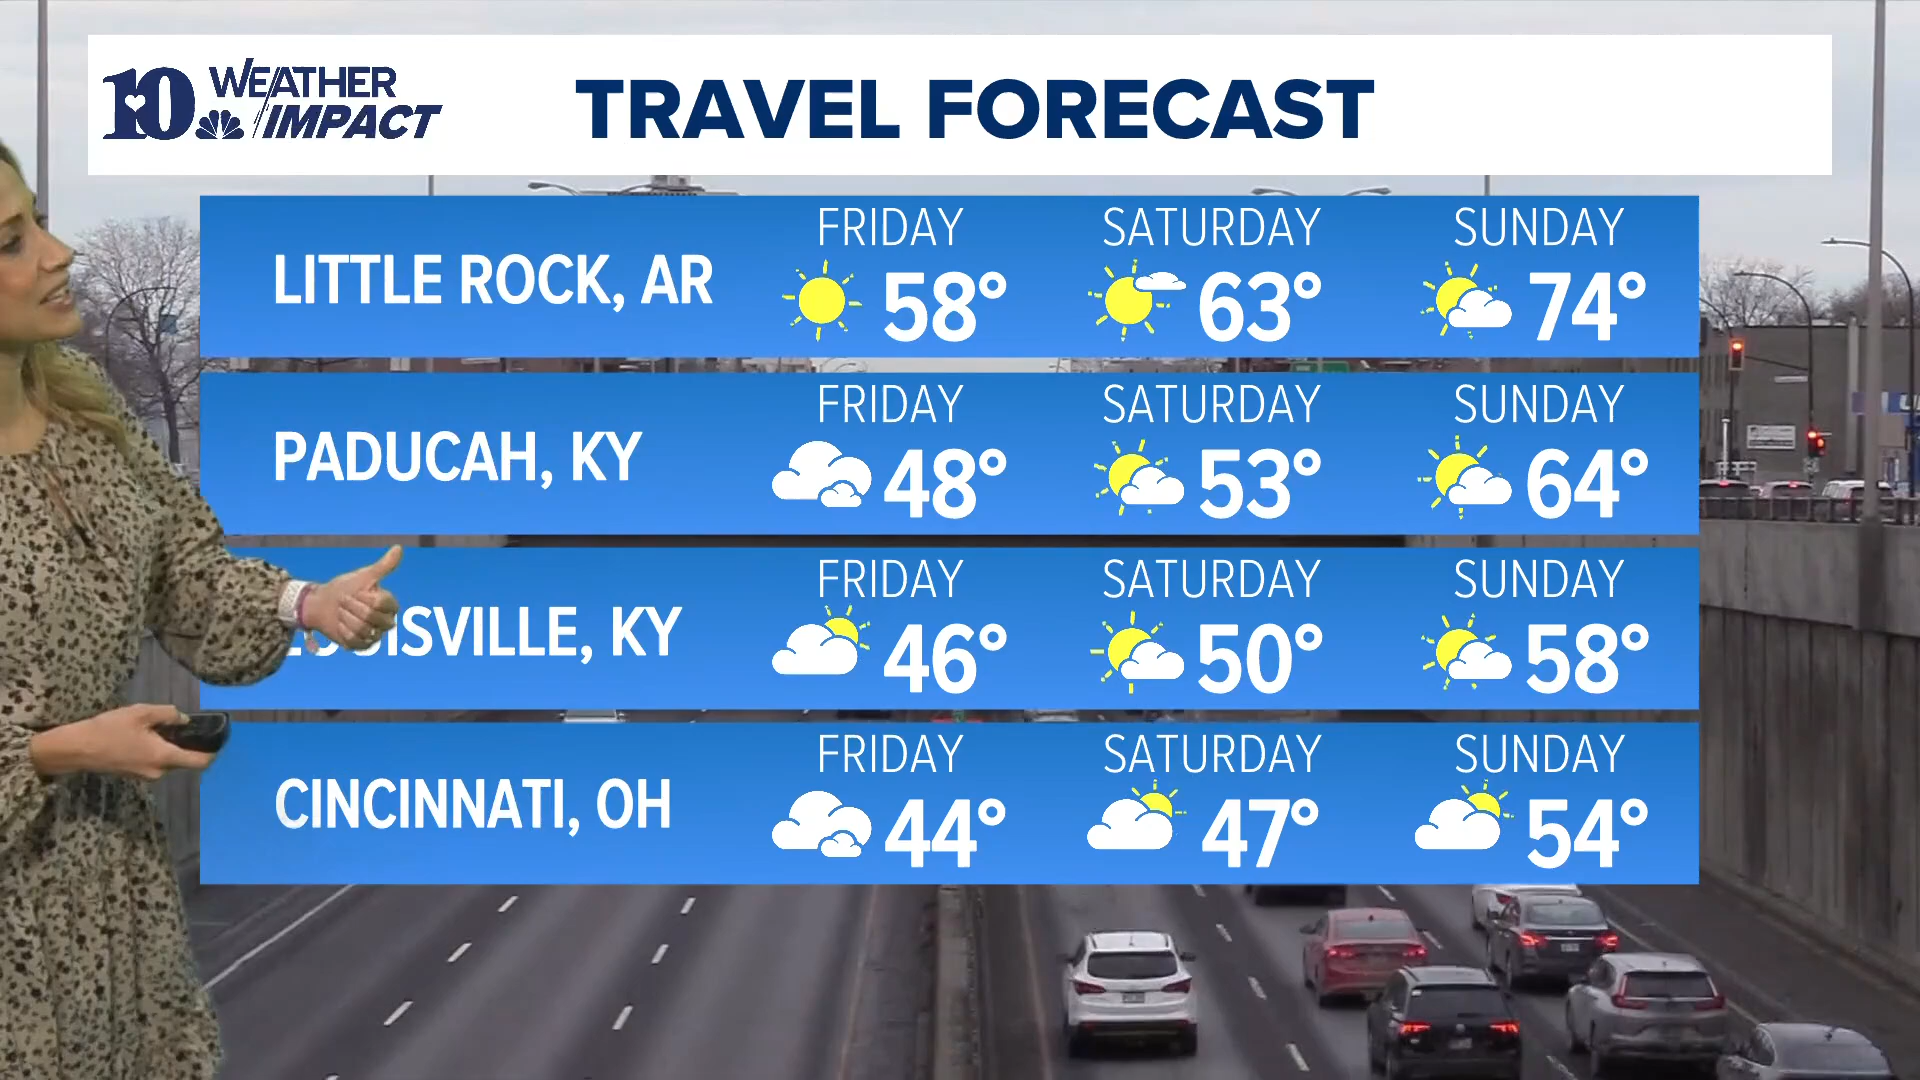 10 WEATHER IMPACT
TRAVEL FORECAST
FRIDAY SATURDAY SUNDAY
LITTLE ROCK, AR 58° 63° 74°
FRIDAY SATURDAY SUNDAY
PADUCAH, KY 48° 53° 64°
FRIDAY SATURDAY SUNDAY
LOUISVILLE, KY 46° 50° 58°
FRIDAY SATURDAY SUNDAY
CINCINNATI, OH 44° 47° 54°